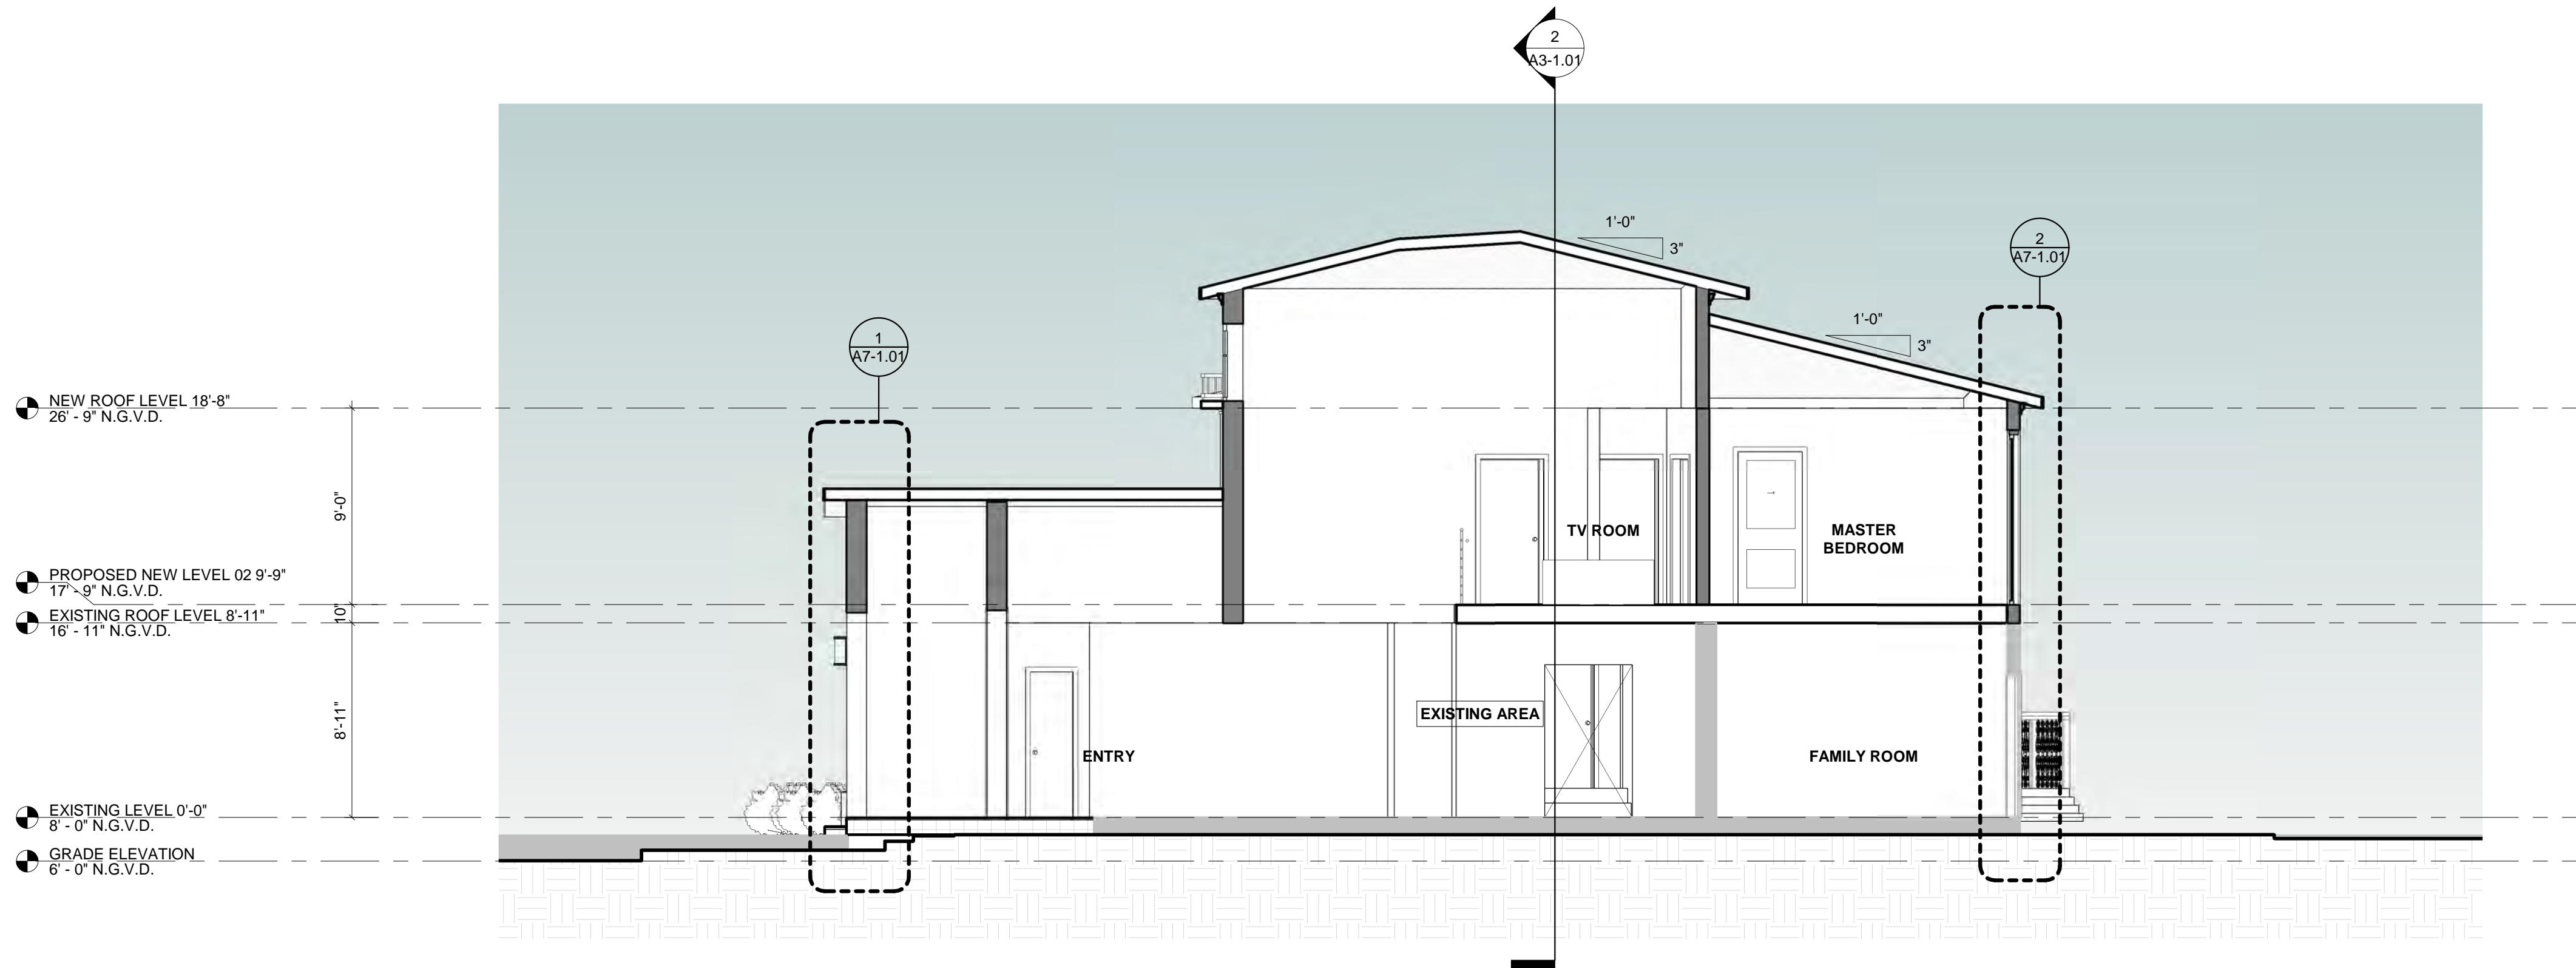 2
A3-1.01
1'-0"
3"
2
A7-1.01
1'-0"
3"
1
A7-1.01
NEW ROOF LEVEL 18'-8"
26' - 9" N.G.V.D.
9'-0"
TV ROOM
MASTER
BEDROOM
PROPOSED NEW LEVEL 02 9'-9"
17' - 9" N.G.V.D.
10"
EXISTING ROOF LEVEL 8'-11"
16' - 11" N.G.V.D.
8'-11"
EXISTING AREA
ENTRY
FAMILY ROOM
EXISTING LEVEL 0'-0"
8' - 0" N.G.V.D.
GRADE ELEVATION
6' - 0" N.G.V.D.